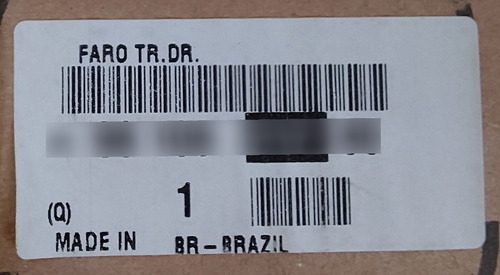 FARO TR.DR.
(Q) 1
MADE IN BR-BRAZIL